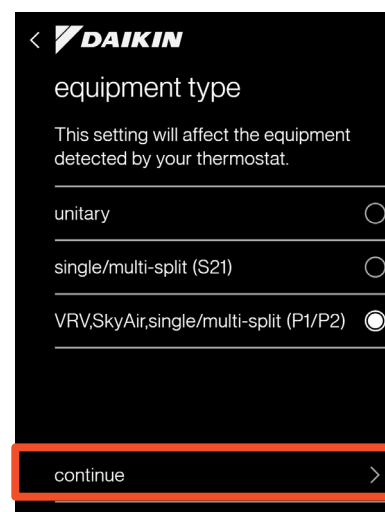 DAIKIN
equipment type
This setting will affect the equipment
detected by your thermostat.
unitary
single/multi-split (S21)
VRV,SkyAir,single/multi-split (P1/P2)
continue